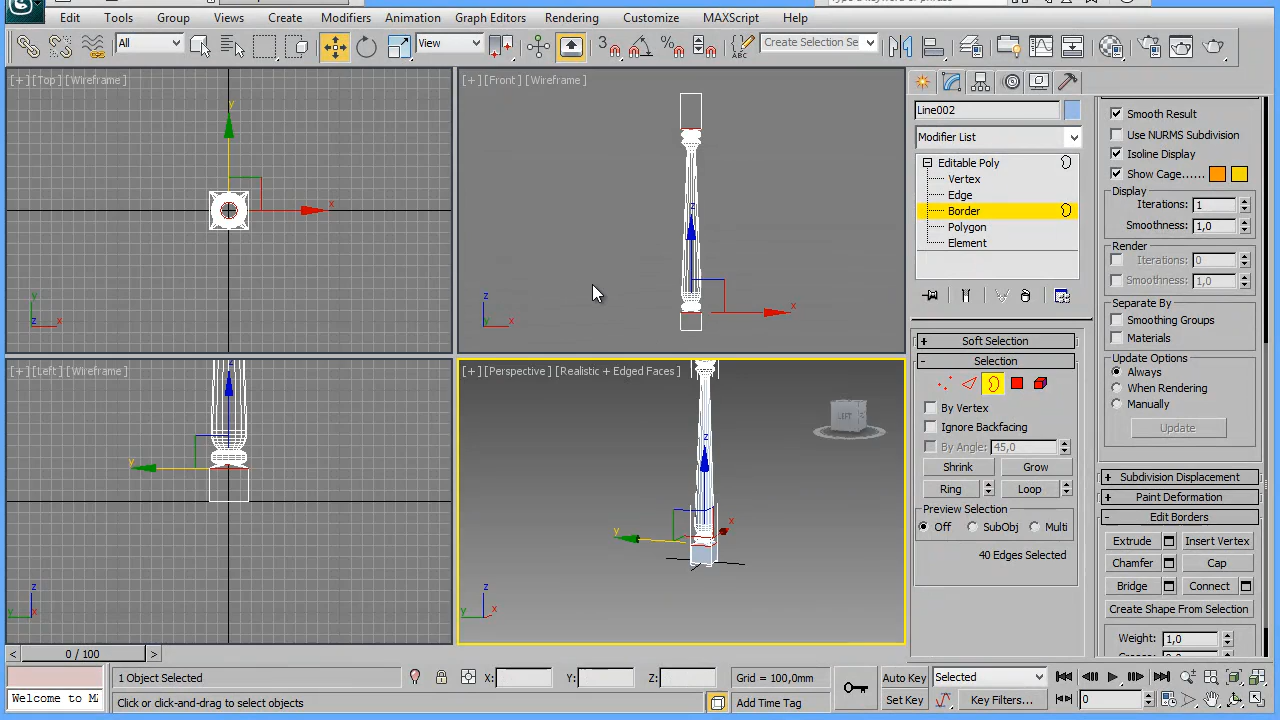 Edit Tools Group Views Create Modifiers Animation Graph Editors Rendering Customize MAXScript Help
All View 3 % ABC Create Selection Se
[+][Top][Wireframe]
[+][Front][Wireframe]
[+][Left][Wireframe]
[+][Perspective][Realistic + Edged Faces]
LEFT
Line002
Modifier List
Editable Poly
Vertex
Edge
Border
Polygon
Element
Soft Selection
Selection
By Vertex
Ignore Backfacing
By Angle: 45,0
Shrink Grow
Ring Loop
Preview Selection
Off SubObj Multi
40 Edges Selected
Smooth Result
Use NURMS Subdivision
Isoline Display
Show Cage......
Display
Iterations: 1
Smoothness: 1,0
Render
Iterations: 0
Smoothness: 1,0
Separate By
Smoothing Groups
Materials
Update Options
Always
When Rendering
Manually
Update
Subdivision Displacement
Paint Deformation
Edit Borders
Extrude Insert Vertex
Chamfer Cap
Bridge Connect
Create Shape From Selection
Weight: 1,0
0 / 100
1 Object Selected X: Y: Z: Grid = 100,0mm Auto Key Selected
Welcome to M
Click or click-and-drag to select objects Add Time Tag Set Key Key Filters... 0